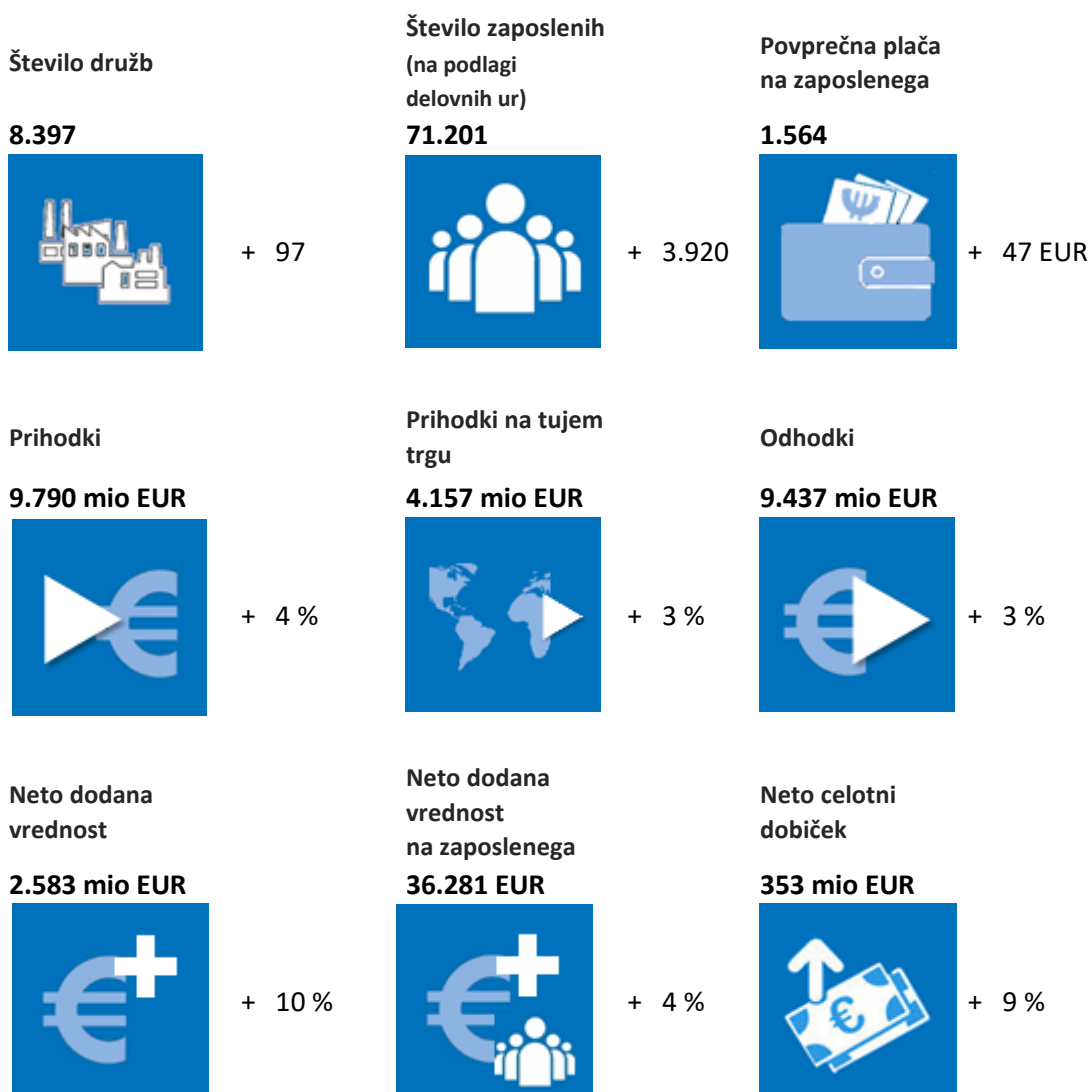 Število družb
8.397
+ 97
Število zaposlenih
(na podlagi
delovnih ur)
71.201
+ 3.920
Povprečna plača
na zaposlenega
1.564
+ 47 EUR
Prihodki
9.790 mio EUR
+ 4 %
Prihodki na tujem
trgu
4.157 mio EUR
+ 3 %
Odhodki
9.437 mio EUR
+ 3 %
Neto dodana
vrednost
2.583 mio EUR
+ 10 %
Neto dodana
vrednost
na zaposlenega
36.281 EUR
+ 4 %
Neto celotni
dobiček
353 mio EUR
+ 9 %